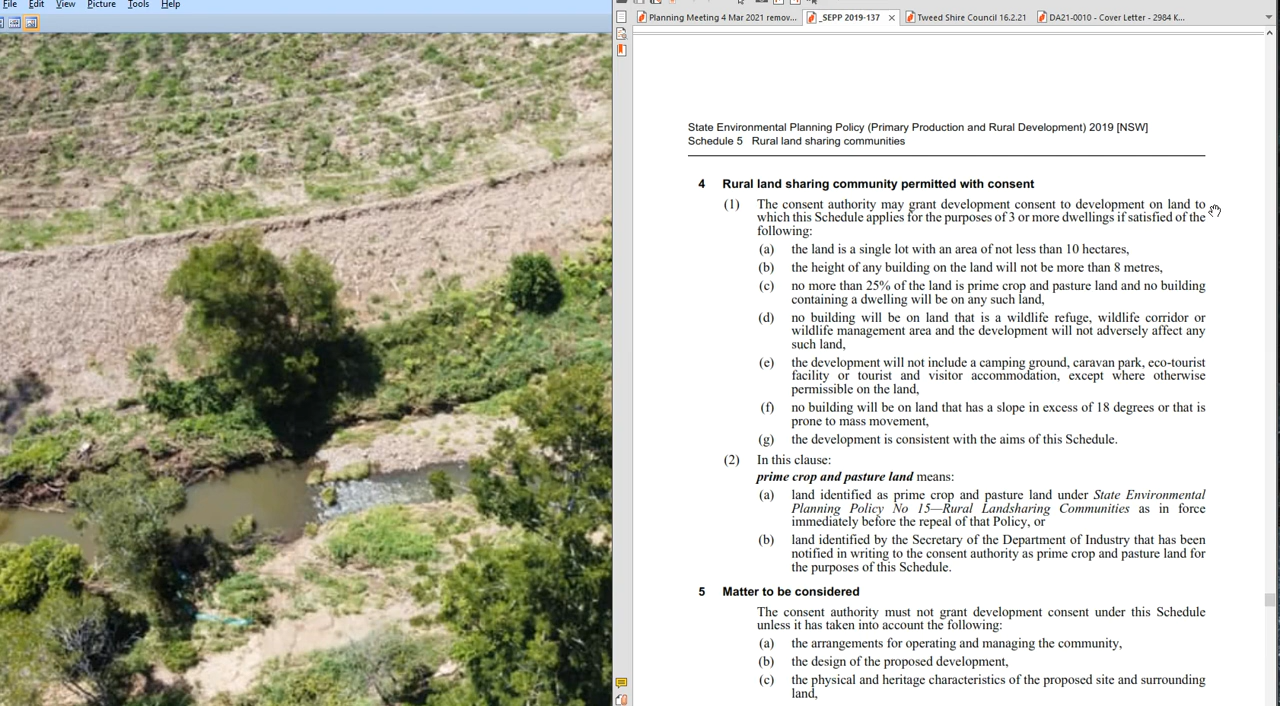 File Edit View Picture Tools Help
Planning Meeting 4 Mar 2021 remov... _SEPP 2019-137 Tweed Shire Council 16.2.21 DA21-0010 - Cover Letter - 2984 K...
State Environmental Planning Policy (Primary Production and Rural Development) 2019 [NSW]
Schedule 5 Rural land sharing communities
4 Rural land sharing community permitted with consent
(1) The consent authority may grant development consent to development on land to
which this Schedule applies for the purposes of 3 or more dwellings if satisfied of the
following:
(a) the land is a single lot with an area of not less than 10 hectares,
(b) the height of any building on the land will not be more than 8 metres,
(c) no more than 25% of the land is prime crop and pasture land and no building
containing a dwelling will be on any such land,
(d) no building will be on land that is a wildlife refuge, wildlife corridor or
wildlife management area and the development will not adversely affect any
such land,
(e) the development will not include a camping ground, caravan park, eco-tourist
facility or tourist and visitor accommodation, except where otherwise
permissible on the land,
(f) no building will be on land that has a slope in excess of 18 degrees or that is
prone to mass movement,
(g) the development is consistent with the aims of this Schedule.
(2) In this clause:
prime crop and pasture land means:
(a) land identified as prime crop and pasture land under State Environmental
Planning Policy No 15—Rural Landsharing Communities as in force
immediately before the repeal of that Policy, or
(b) land identified by the Secretary of the Department of Industry that has been
notified in writing to the consent authority as prime crop and pasture land for
the purposes of this Schedule.
5 Matter to be considered
The consent authority must not grant development consent under this Schedule
unless it has taken into account the following:
(a) the arrangements for operating and managing the community,
(b) the design of the proposed development,
(c) the physical and heritage characteristics of the proposed site and surrounding
land,